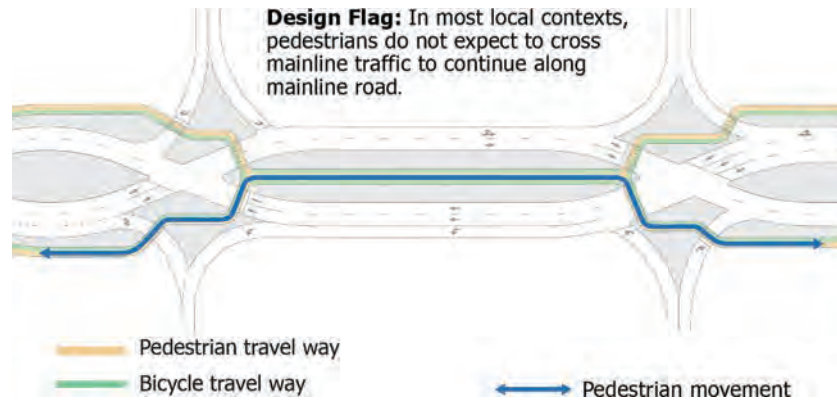 Design Flag: In most local contexts,
pedestrians do not expect to cross
mainline traffic to continue along
mainline road.
Pedestrian travel way
Bicycle travel way
Pedestrian movement